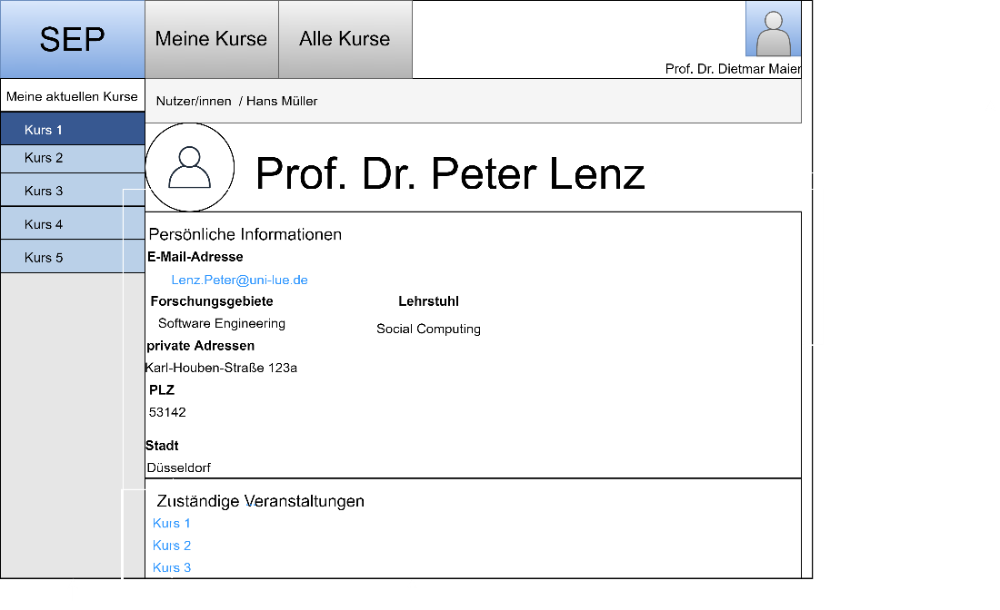 SEP
Meine Kurse
Alle Kurse
Prof. Dr. Dietmar Maier
Meine aktuellen Kurse
Kurs 1
Kurs 2
Kurs 3
Kurs 4
Kurs 5
Nutzer/innen / Hans Müller
Prof. Dr. Peter Lenz
Persönliche Informationen
E-Mail-Adresse
Lenz.Peter@uni-lue.de
Forschungsgebiete
Software Engineering
Lehrstuhl
Social Computing
private Adressen
Karl-Houben-Straße 123a
PLZ
53142
Stadt
Düsseldorf
Zuständige Veranstaltungen
Kurs 1
Kurs 2
Kurs 3